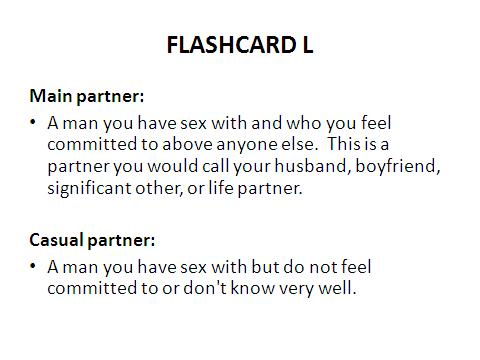 FLASHCARD L
Main partner:
• A man you have sex with and who you feel
committed to above anyone else.  This is a
partner you would call your husband, boyfriend,
significant other, or life partner.
Casual partner:
• A man you have sex with but do not feel
committed to or don't know very well.